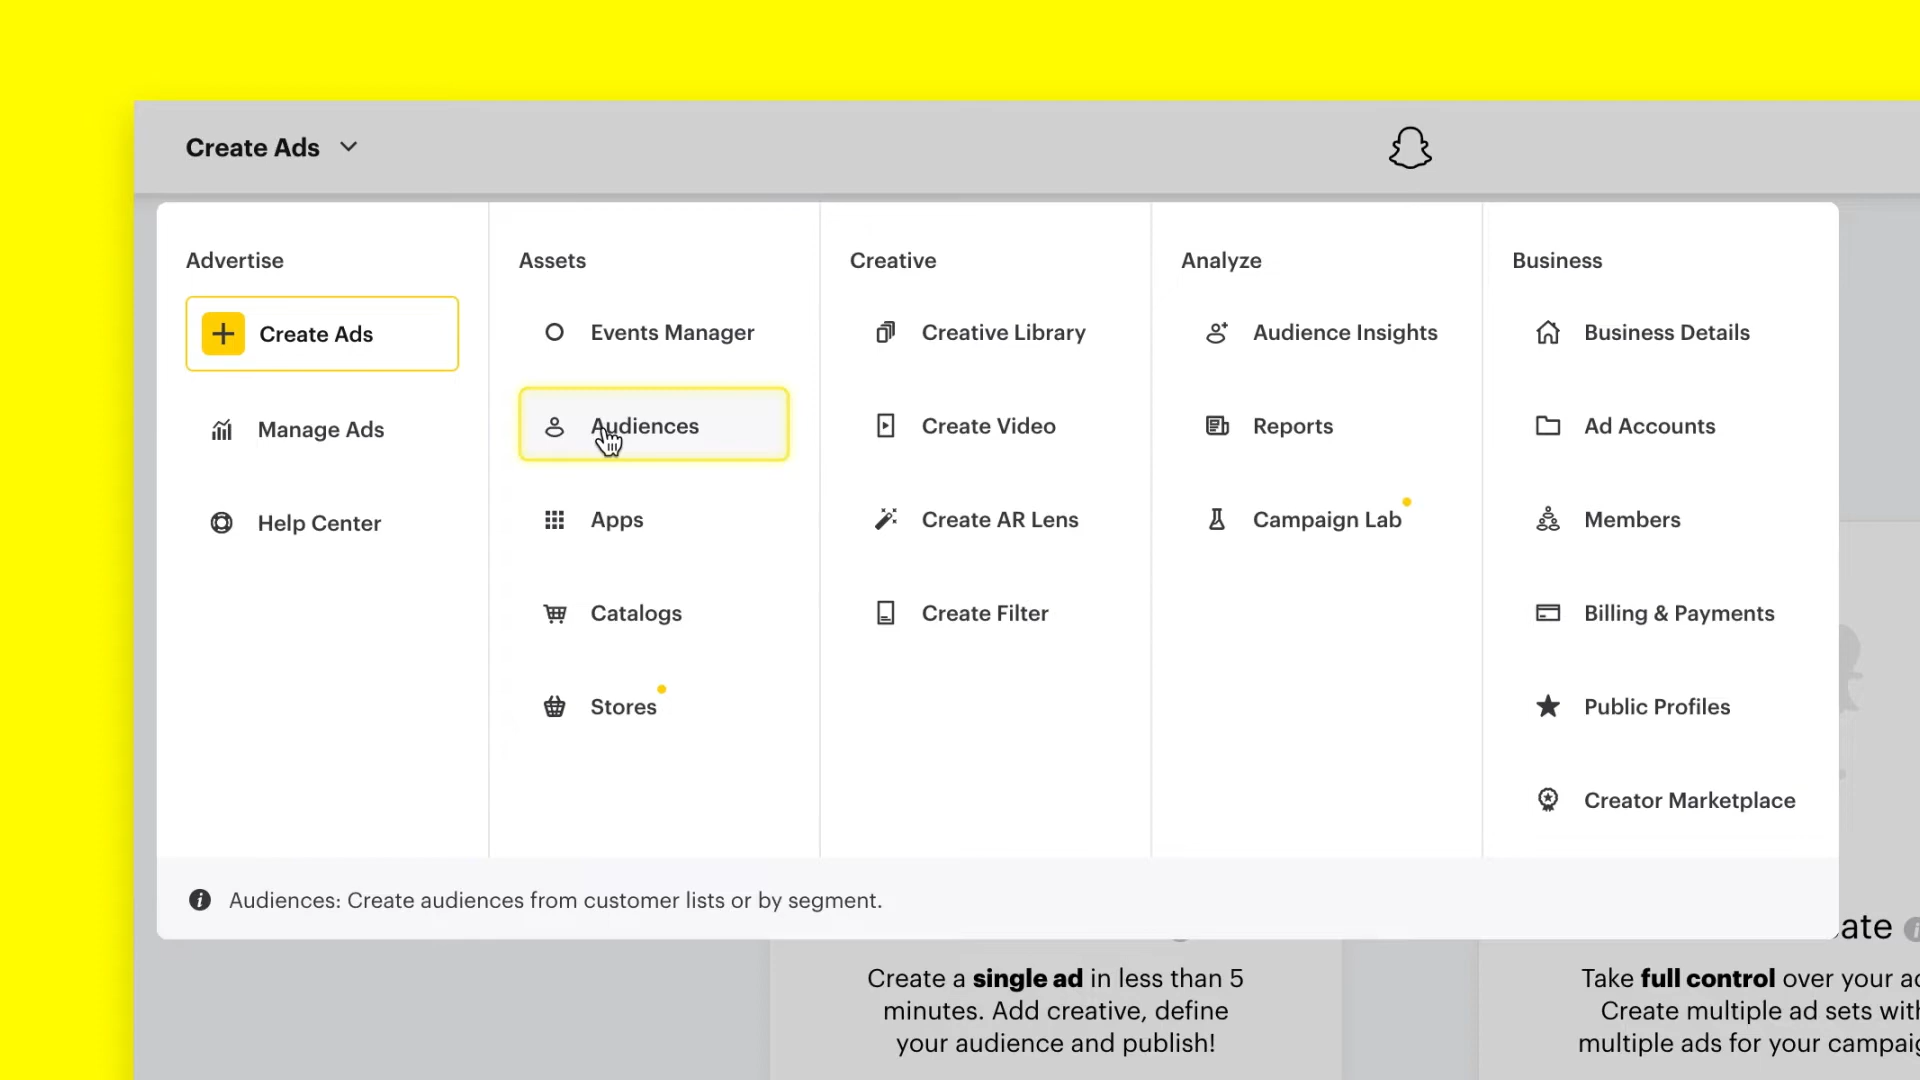 Create Ads
Advertise
Create Ads
Manage Ads
Help Center
Assets
Events Manager
Audiences
Apps
Catalogs
Stores
Creative
Creative Library
Create Video
Create AR Lens
Create Filter
Analyze
Audience Insights
Reports
Campaign Lab
Business
Business Details
Ad Accounts
Members
Billing & Payments
Public Profiles
Creator Marketplace
Audiences: Create audiences from customer lists or by segment.
Create a single ad in less than 5
minutes. Add creative, define
your audience and publish!
ate
Take full control over your ad
Create multiple ad sets with
multiple ads for your campaig